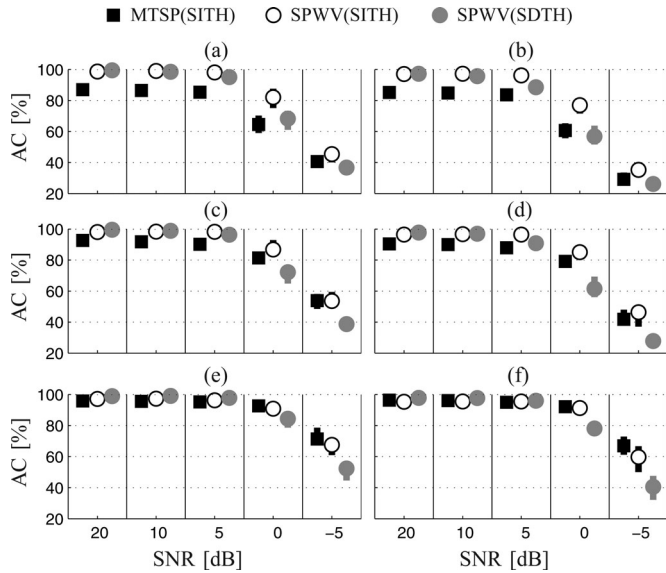 MTSP(SITH) SPWV(SITH) SPWV(SDTH)
(a) (b)
AC [%]
100
80
60
40
20
(c) (d)
AC [%]
100
80
60
40
20
(e) (f)
AC [%]
100
80
60
40
20
20 10 5 0 −5 20 10 5 0 −5
SNR [dB] SNR [dB]